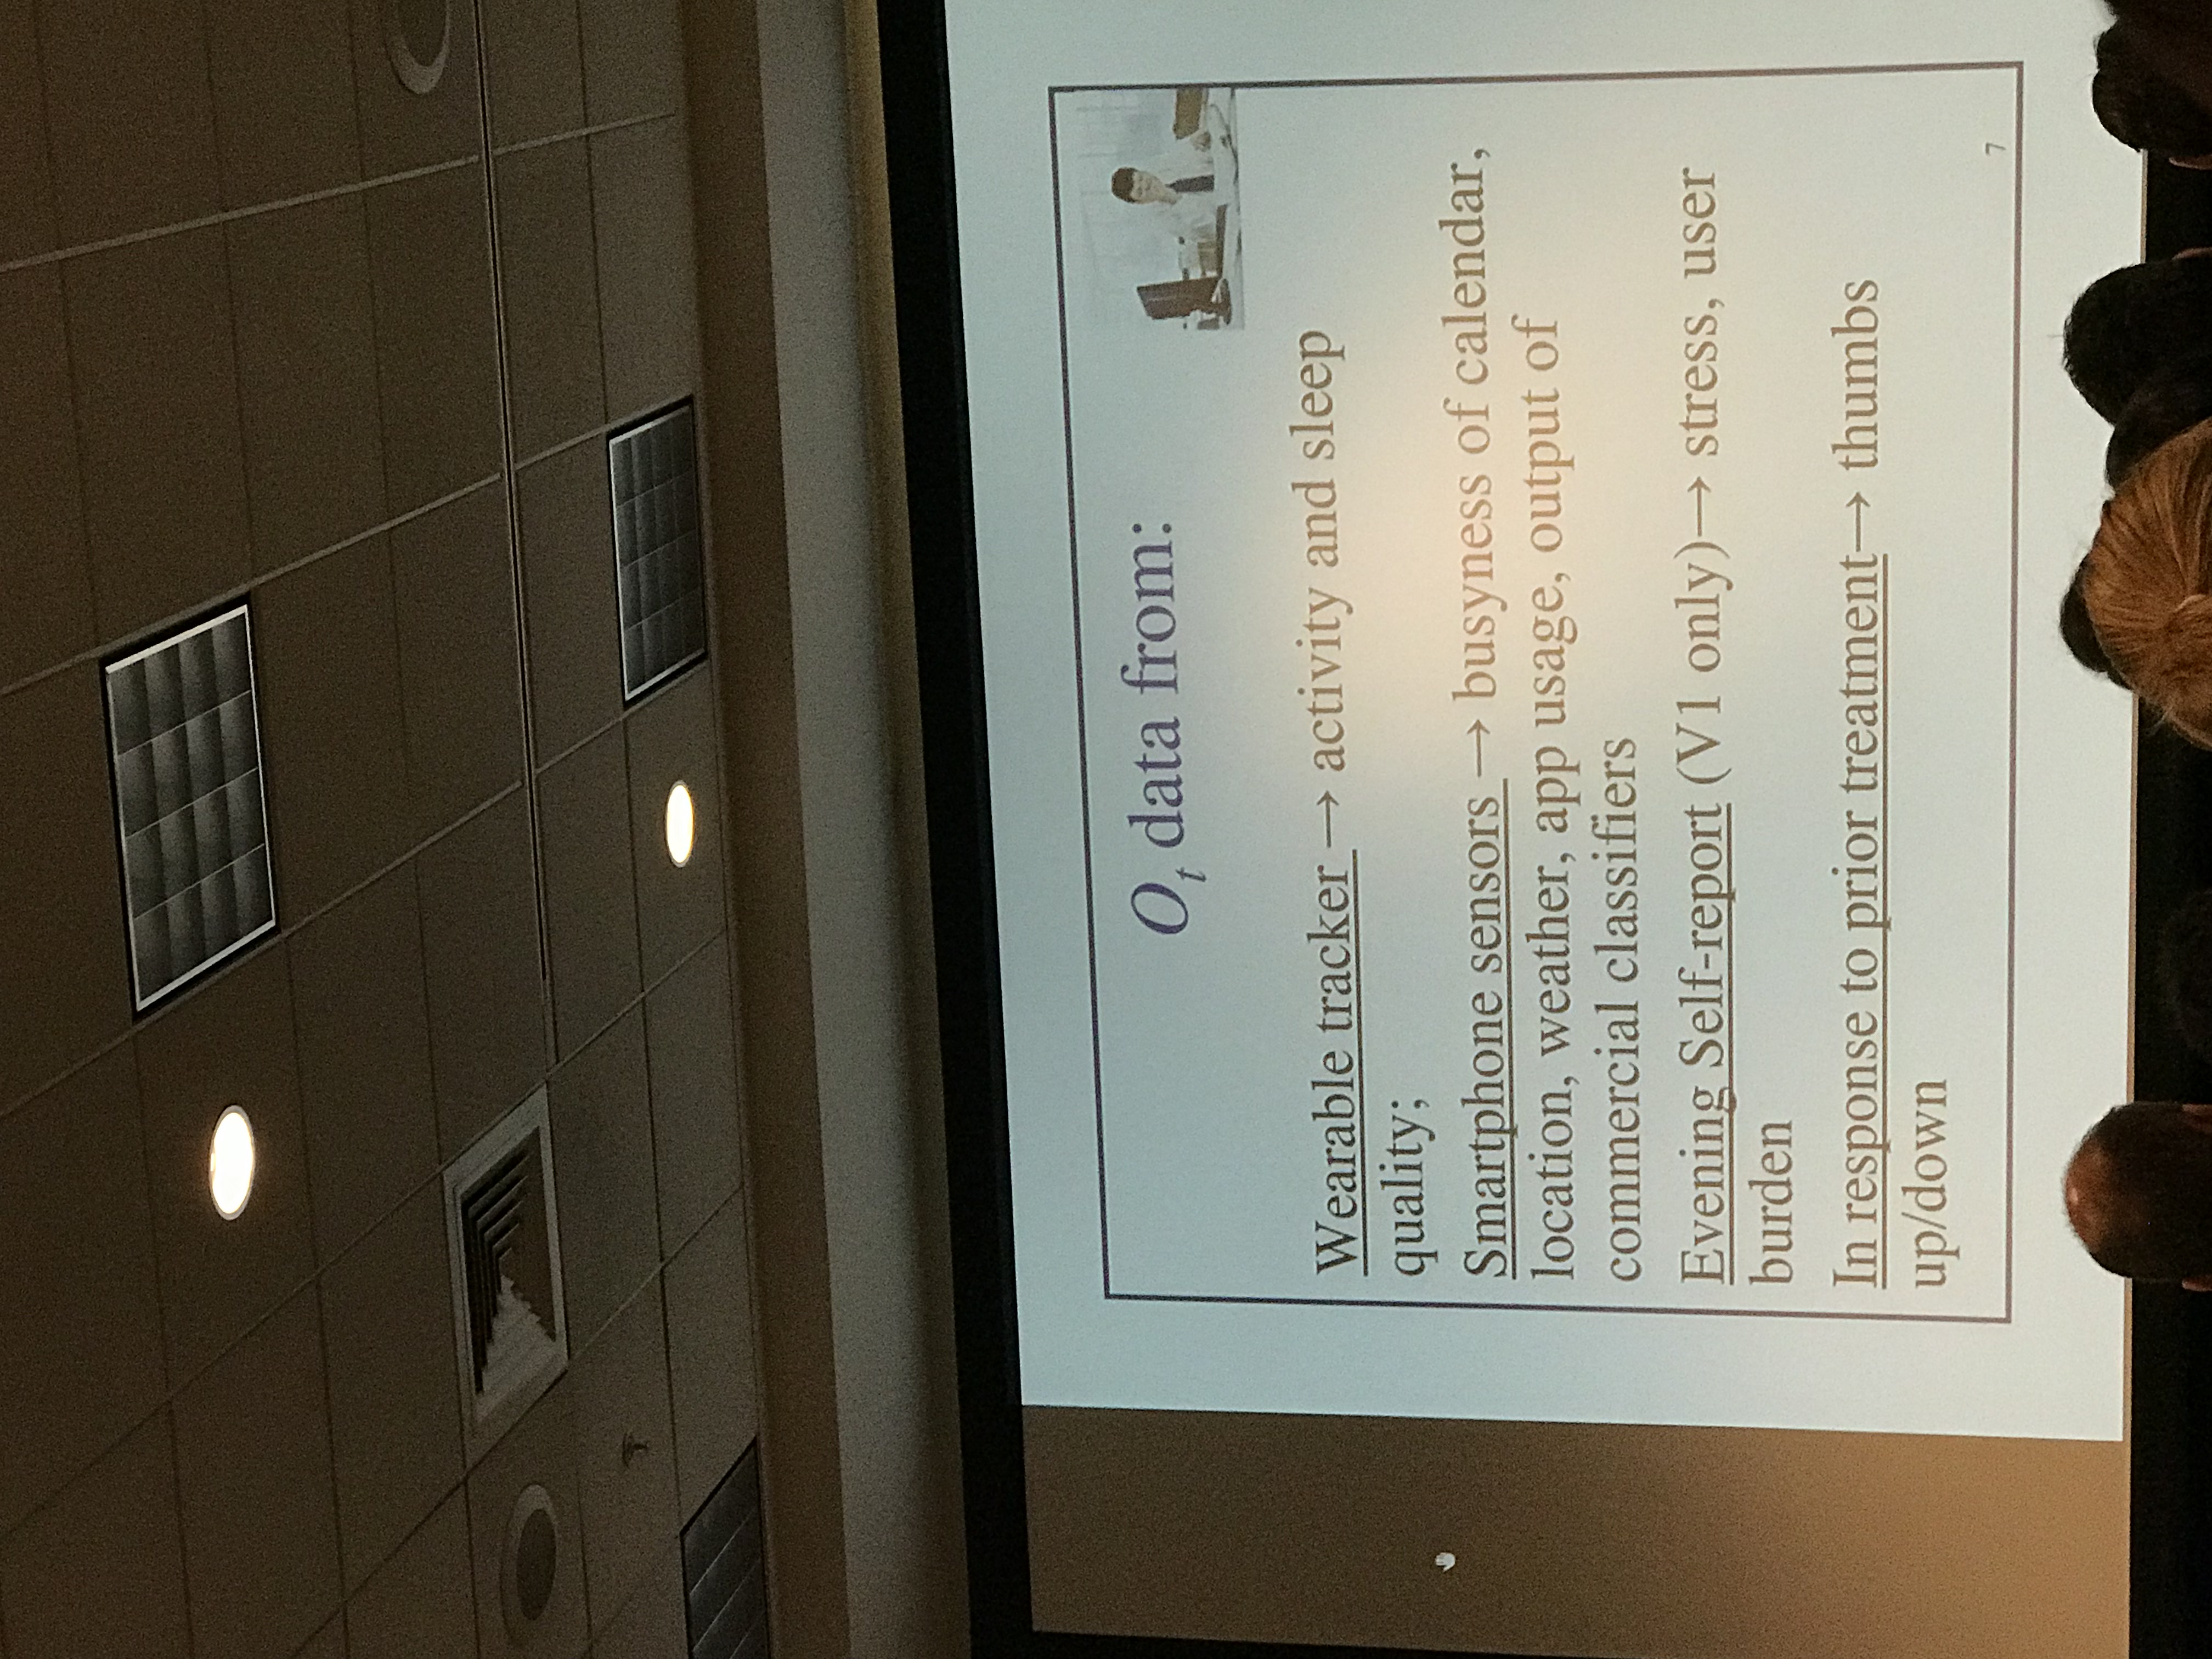 Oₜ data from:
Wearable tracker → activity and sleep
quality;
Smartphone sensors → busyness of calendar,
location, weather, app usage, output of
commercial classifiers
Evening Self-report (V1 only)→ stress, user
burden
In response to prior treatment→ thumbs
up/down
7